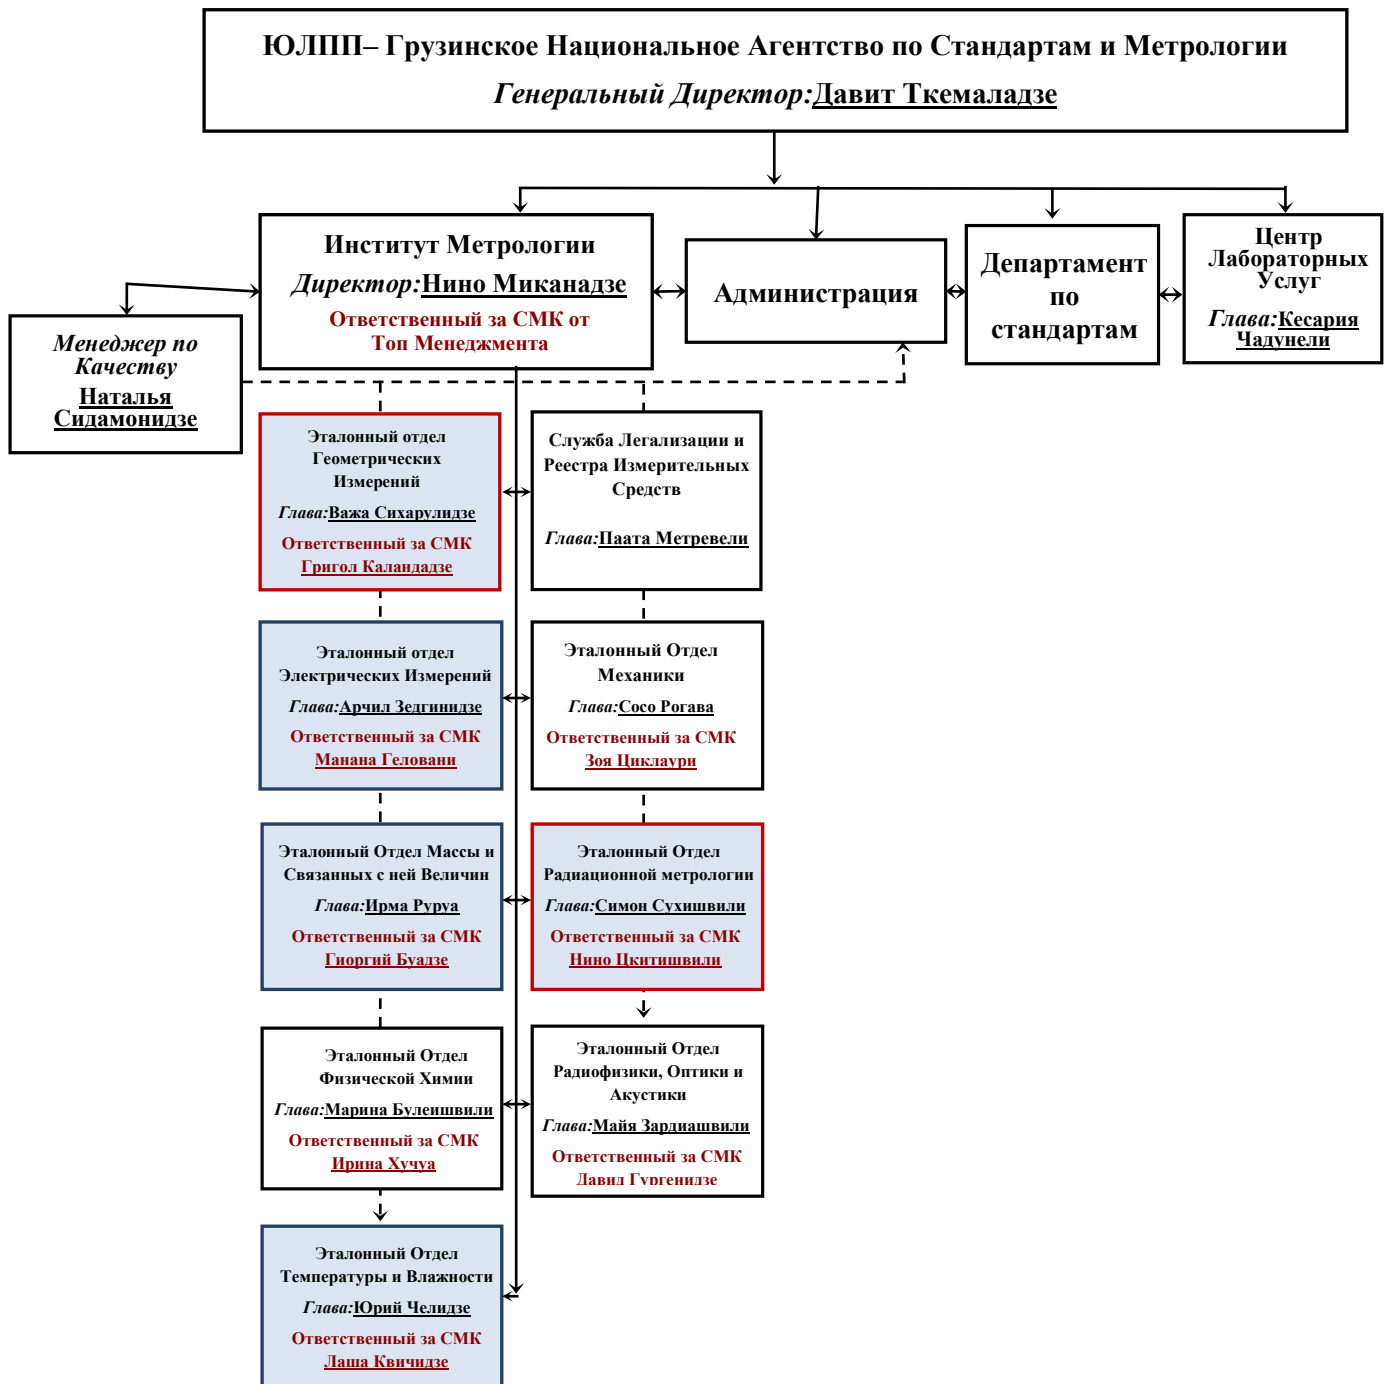 ЮЛПП– Грузинское Национальное Агентство по Стандартам и Метрологии
Генеральный Директор:Давит Ткемаладзе
Институт Метрологии
Директор:Нино Миканадзе
Ответственный за СМК от
Топ Менеджмента
Администрация
Департамент
по
стандартам
Центр
Лабораторных
Услуг
Глава:Кесария
Чадунели
Менеджер по
Качеству
Наталья
Сидамонидзе
Эталонный отдел
Геометрических
Измерений
Глава:Важа Сихарулидзе
Ответственный за СМК
Григол Каландадзе
Служба Легализации и
Реестра Измерительных
Средств
Глава:Паата Метревели
Эталонный отдел
Электрических Измерений
Глава:Арчил Зедгинидзе
Ответственный за СМК
Манана Геловани
Эталонный Отдел
Механики
Глава:Сосо Рогава
Ответственный за СМК
Зоя Циклаури
Эталонный Отдел Массы и
Связанных с ней Величин
Глава:Ирма Руруа
Ответственный за СМК
Гиоргий Буадзе
Эталонный Отдел
Радиационной метрологии
Глава:Симон Сухишвили
Ответственный за СМК
Нино Цкитишвили
Эталонный Отдел
Физической Химии
Глава:Марина Булеишвили
Ответственный за СМК
Ирина Хучуа
Эталонный Отдел
Радиофизики, Оптики и
Акустики
Глава:Майя Зардиашвили
Ответственный за СМК
Давид Гургенидзе
Эталонный Отдел
Температуры и Влажности
Глава:Юрий Челидзе
Ответственный за СМК
Лаша Квичидзе